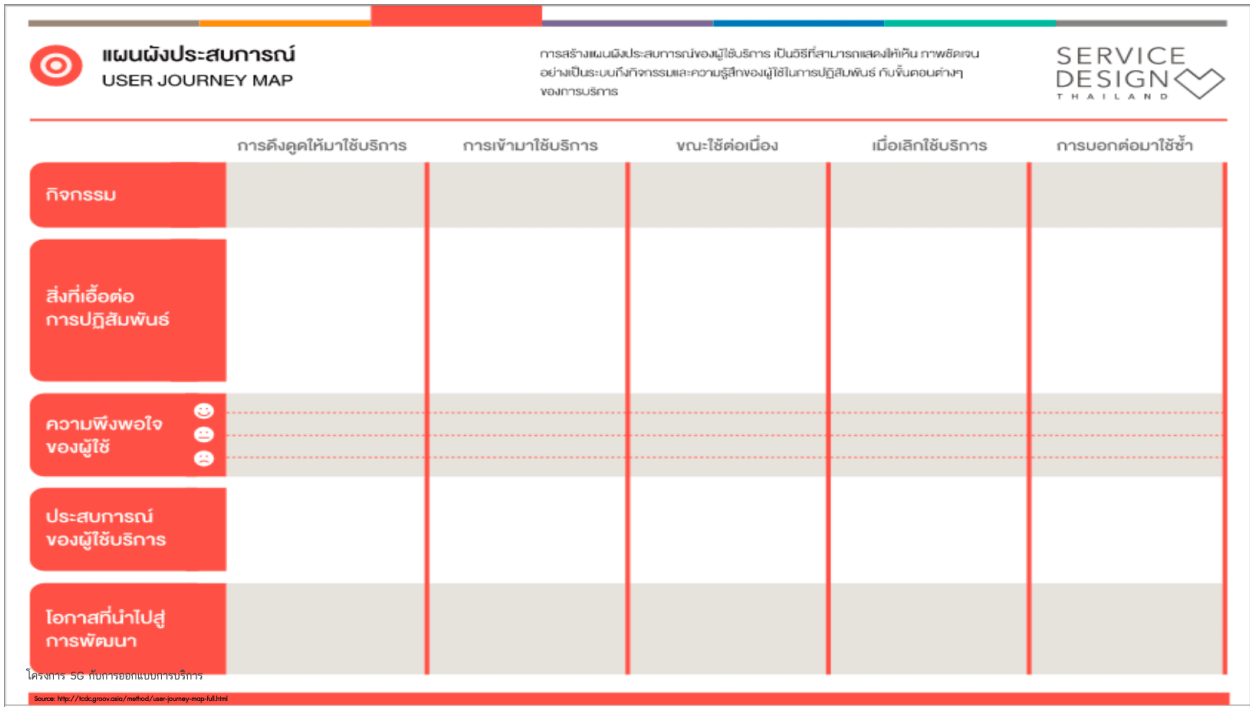 แผนผังประสบการณ์
USER JOURNEY MAP
การสร้างแผนผังประสบการณ์ของผู้ใช้บริการ เป็นวิธีที่สามารถแสดงให้เห็น ภาพชัดเจน
อย่างเป็นระบบถึงกิจกรรมและความรู้สึกของผู้ใช้ในการปฏิสัมพันธ์ กับขั้นตอนต่างๆ
ของการบริการ
SERVICE
DESIGN
THAILAND
การดึงดูดให้มาใช้บริการ
การเข้ามาใช้บริการ
ขณะใช้ต่อเนื่อง
เมื่อเลิกใช้บริการ
การบอกต่อมาใช้ซ้ำ
กิจกรรม
สิ่งที่เอื้อต่อ
การปฏิสัมพันธ์
ความพึงพอใจ
ของผู้ใช้
ประสบการณ์
ของผู้ใช้บริการ
โอกาสที่นำไปสู่
การพัฒนา
โครงการ 5G กับการออกแบบการบริการ
Source: http://tcdc.groov.asia/method/user-journey-map-full.html